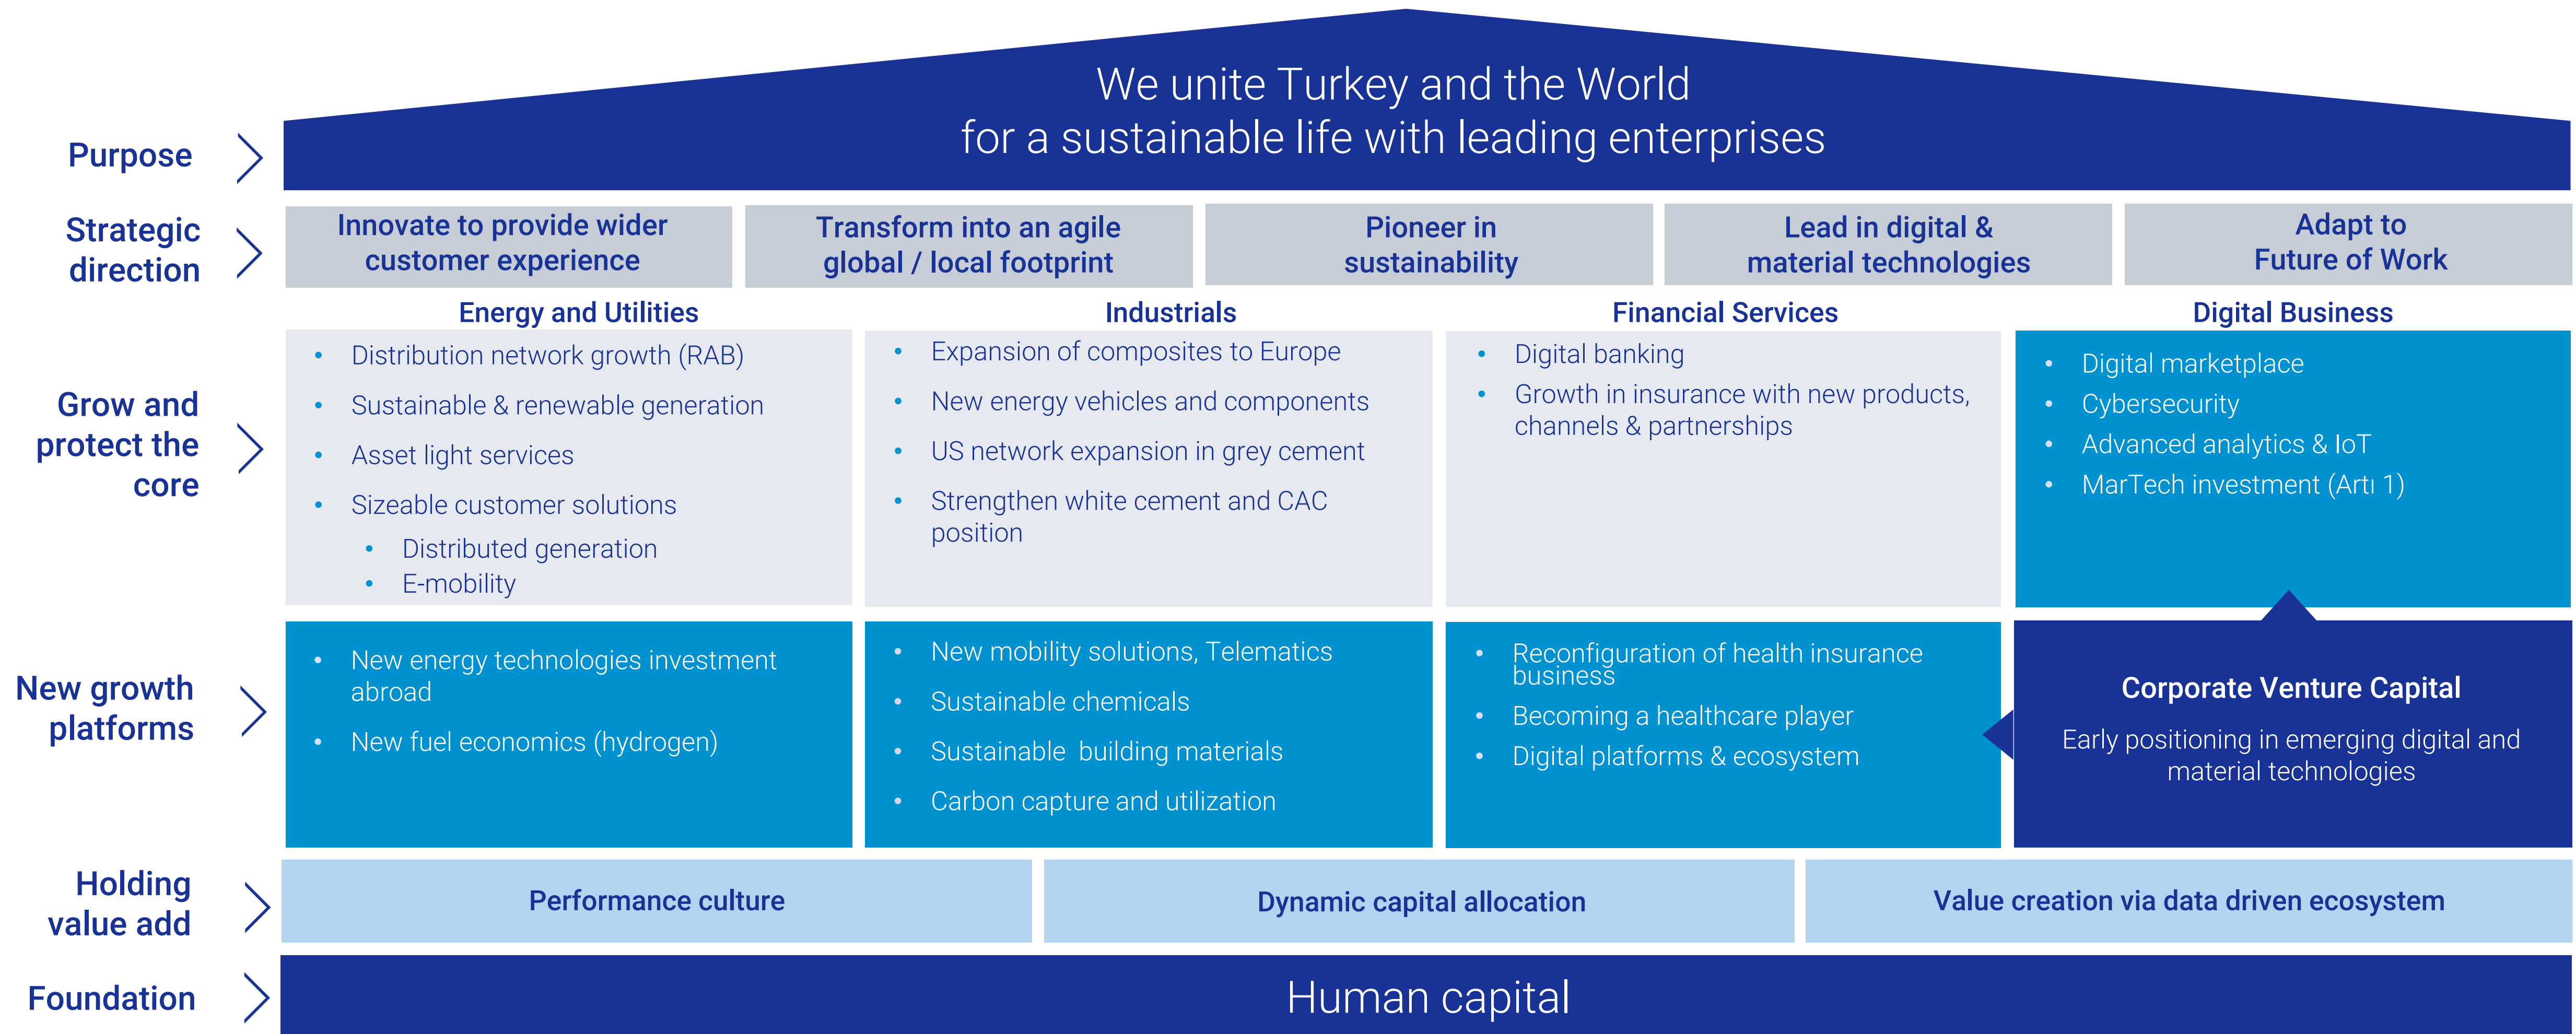 We unite Turkey and the World
for a sustainable life with leading enterprises
Purpose
Strategic
direction
Innovate to provide wider
customer experience
Transform into an agile
global / local footprint
Pioneer in
sustainability
Lead in digital &
material technologies
Adapt to
Future of Work
Energy and Utilities
Industrials
Financial Services
Digital Business
Grow and
protect the
core
• Distribution network growth (RAB)
• Sustainable & renewable generation
• Asset light services
• Sizeable customer solutions
• Distributed generation
• E-mobility
• Expansion of composites to Europe
• New energy vehicles and components
• US network expansion in grey cement
• Strengthen white cement and CAC
position
• Digital banking
• Growth in insurance with new products,
channels & partnerships
• Digital marketplace
• Cybersecurity
• Advanced analytics & IoT
• MarTech investment (Artı 1)
New growth
platforms
• New energy technologies investment
abroad
• New fuel economics (hydrogen)
• New mobility solutions, Telematics
• Sustainable chemicals
• Sustainable building materials
• Carbon capture and utilization
• Reconfiguration of health insurance
business
• Becoming a healthcare player
• Digital platforms & ecosystem
Corporate Venture Capital
Early positioning in emerging digital and
material technologies
Holding
value add
Performance culture
Dynamic capital allocation
Value creation via data driven ecosystem
Foundation
Human capital